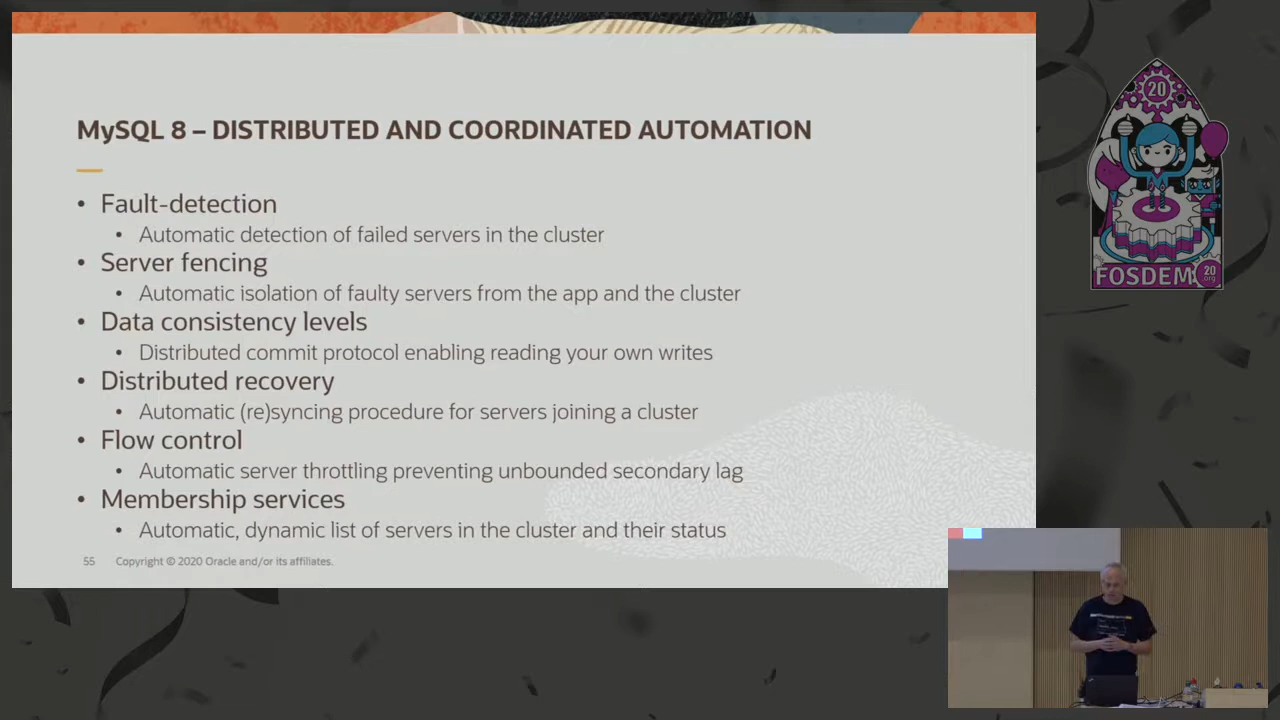 MySQL 8 – DISTRIBUTED AND COORDINATED AUTOMATION
• Fault-detection
• Automatic detection of failed servers in the cluster
• Server fencing
• Automatic isolation of faulty servers from the app and the cluster
• Data consistency levels
• Distributed commit protocol enabling reading your own writes
• Distributed recovery
• Automatic (re)syncing procedure for servers joining a cluster
• Flow control
• Automatic server throttling preventing unbounded secondary lag
• Membership services
• Automatic, dynamic list of servers in the cluster and their status
55 Copyright © 2020 Oracle and/or its affiliates.
20
FOSDEM
20
.org